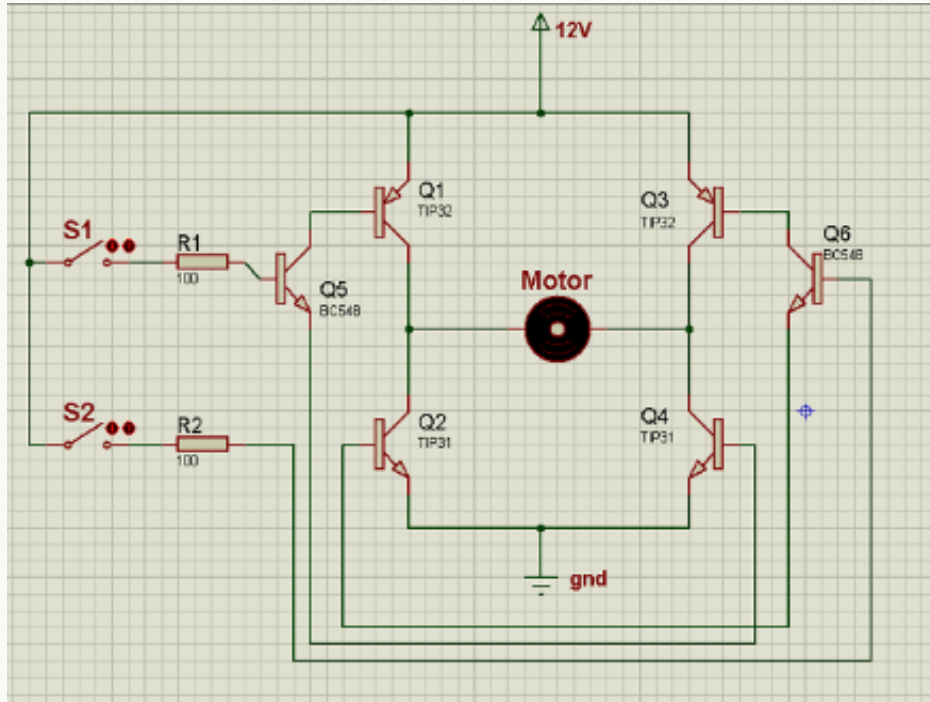 12V
Q1
TIP32
Q3
TIP32
S1
R1
100
Q5
BC548
Q6
BC548
Motor
S2
R2
100
Q2
TIP31
Q4
TIP31
gnd